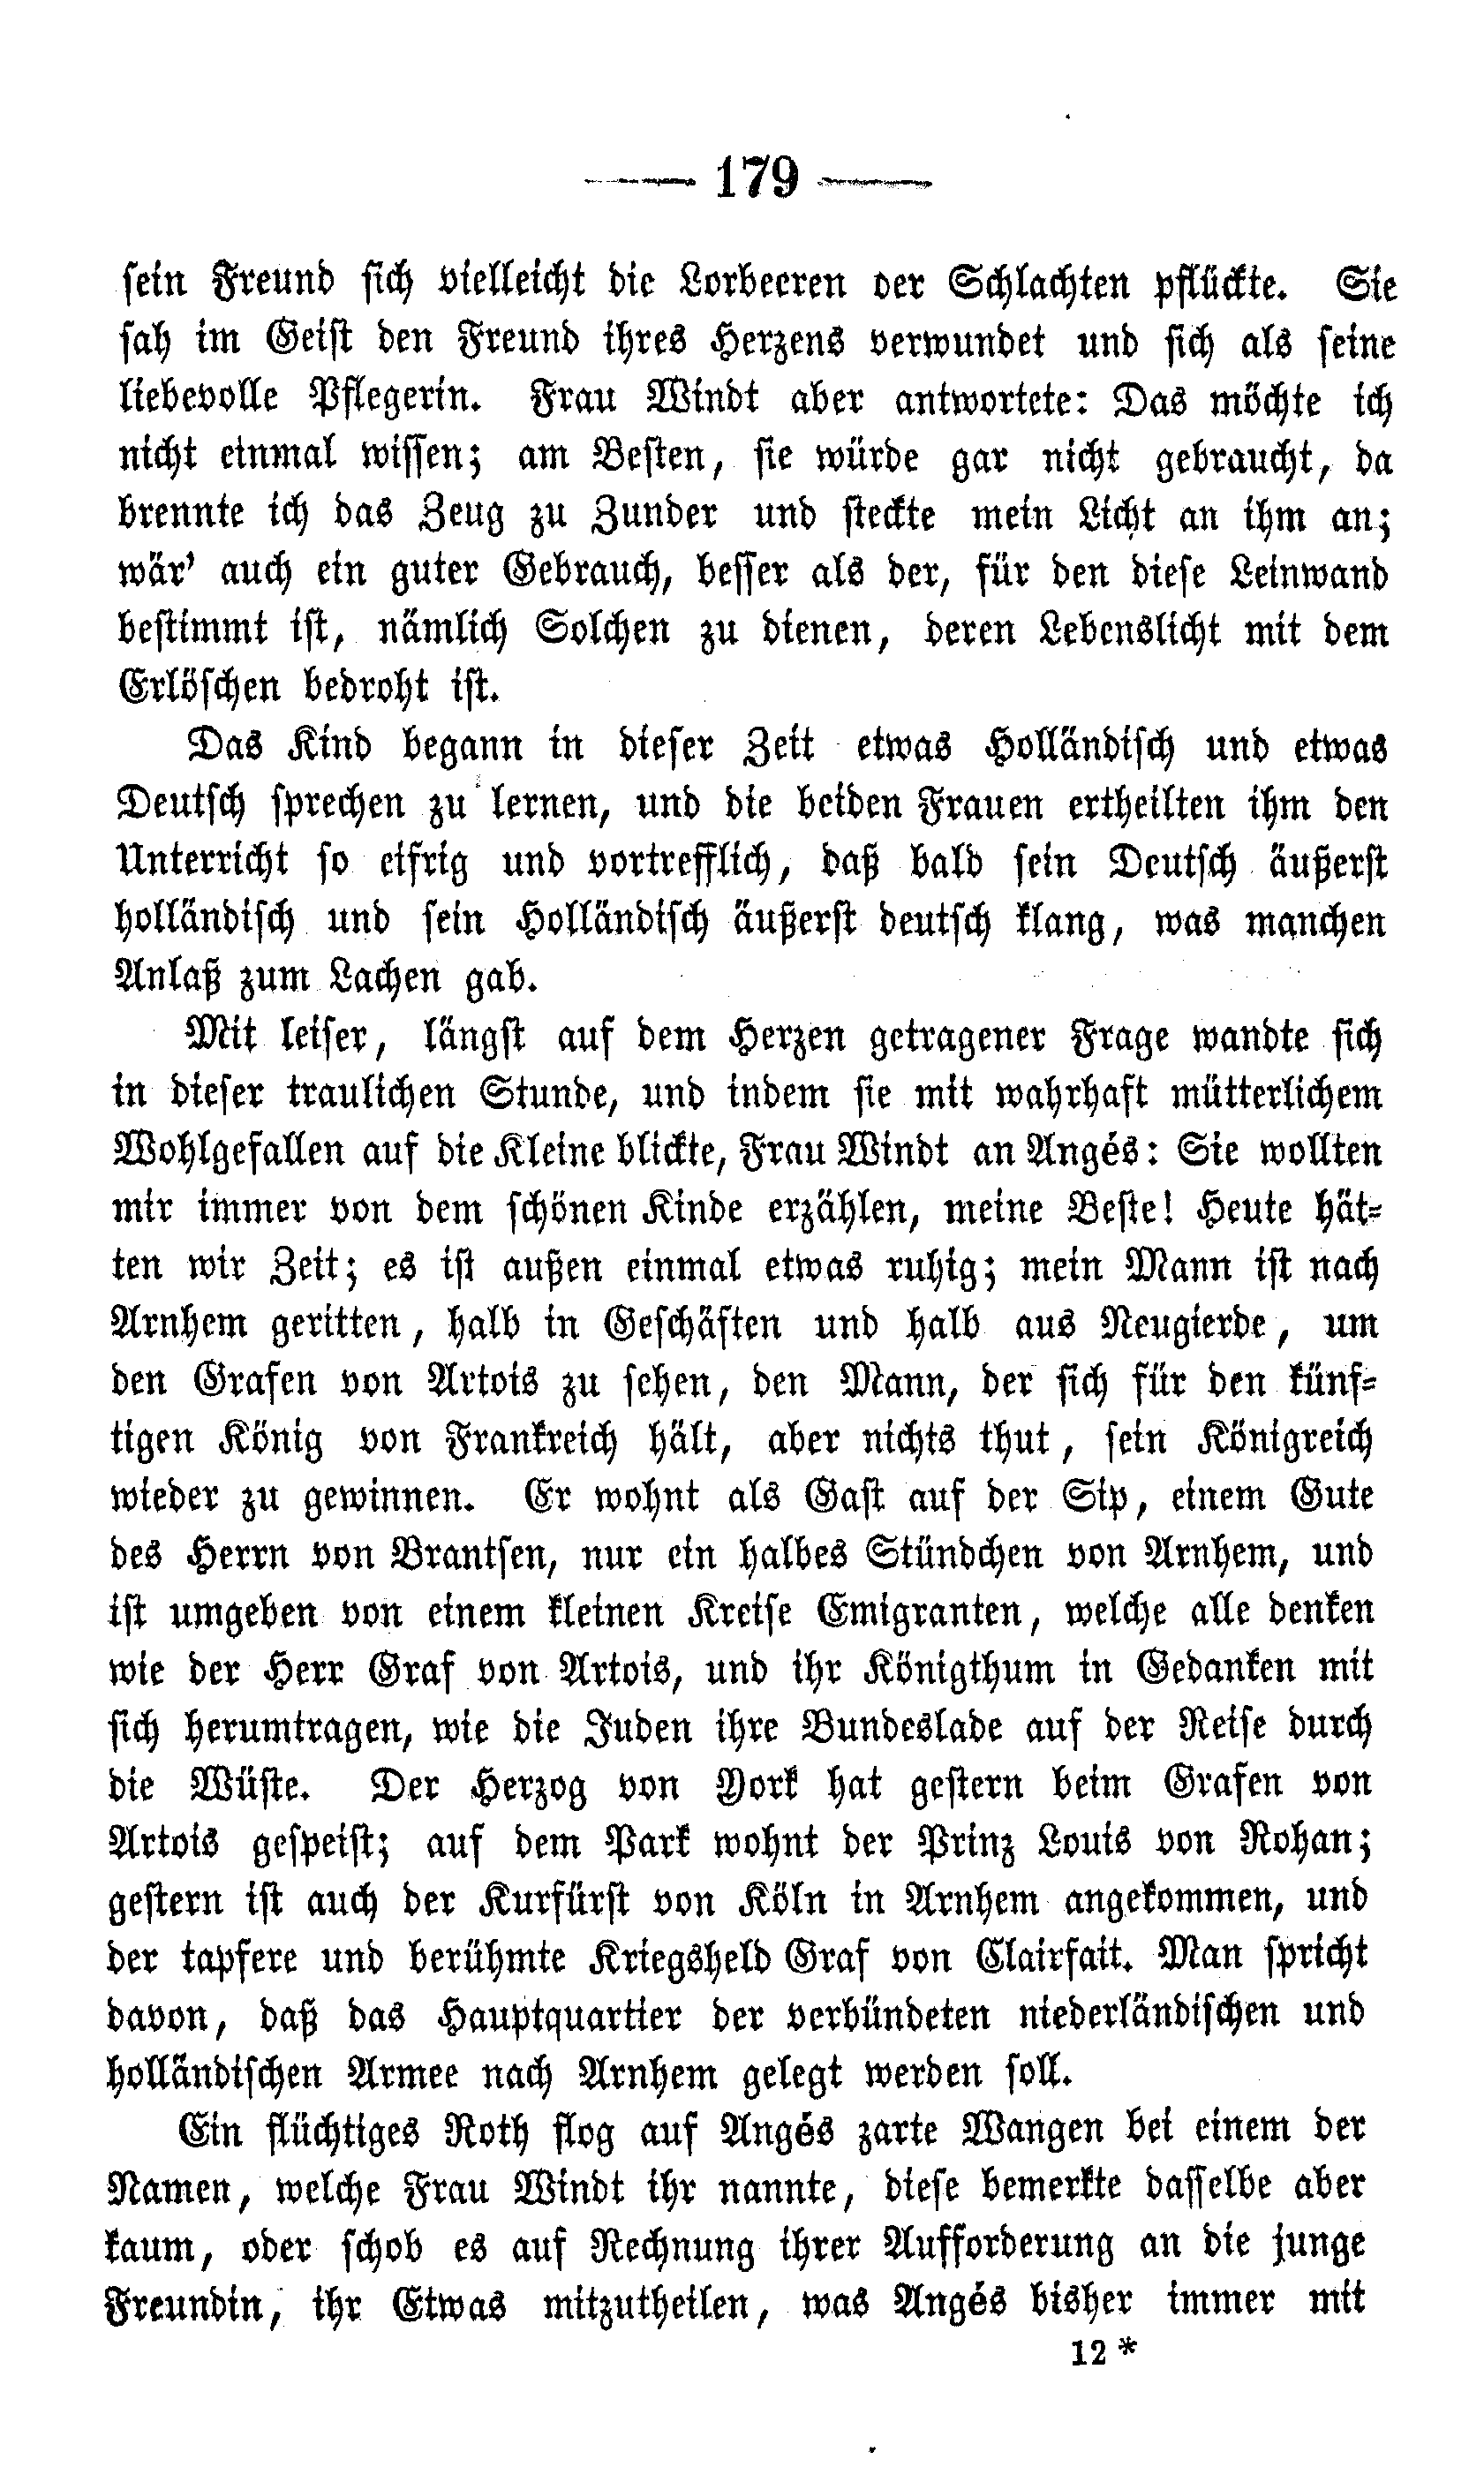 — 179 —
sein Freund sich vielleicht die Lorbeeren der Schlachten pflückte. Sie
sah im Geist den Freund ihres Herzens verwundet und sich als seine
liebevolle Pflegerin. Frau Windt aber antwortete: Das möchte ich
nicht einmal wissen; am Besten, sie würde gar nicht gebraucht, da
brennte ich das Zeug zu Zunder und steckte mein Licht an ihm an;
wär' auch ein guter Gebrauch, besser als der, für den diese Leinwand
bestimmt ist, nämlich Solchen zu dienen, deren Lebenslicht mit dem
Erlöschen bedroht ist.
Das Kind begann in dieser Zeit etwas Holländisch und etwas
Deutsch sprechen zu lernen, und die beiden Frauen ertheilten ihm den
Unterricht so eifrig und vortrefflich, daß bald sein Deutsch äußerst
holländisch und sein Holländisch äußerst deutsch klang, was manchen
Anlaß zum Lachen gab.
Mit leiser, längst auf dem Herzen getragener Frage wandte sich
in dieser traulichen Stunde, und indem sie mit wahrhaft mütterlichem
Wohlgefallen auf die Kleine blickte, Frau Windt an Angés: Sie wollten
mir immer von dem schönen Kinde erzählen, meine Beste! Heute hät-
ten wir Zeit; es ist außen einmal etwas ruhig; mein Mann ist nach
Arnhem geritten, halb in Geschäften und halb aus Neugierde, um
den Grafen von Artois zu sehen, den Mann, der sich für den künf-
tigen König von Frankreich hält, aber nichts thut, sein Königreich
wieder zu gewinnen. Er wohnt als Gast auf der Sip, einem Gute
des Herrn von Brantsen, nur ein halbes Stündchen von Arnhem, und
ist umgeben von einem kleinen Kreise Emigranten, welche alle denken
wie der Herr Graf von Artois, und ihr Königthum in Gedanken mit
sich herumtragen, wie die Juden ihre Bundeslade auf der Reise durch
die Wüste. Der Herzog von York hat gestern beim Grafen von
Artois gespeist; auf dem Park wohnt der Prinz Louis von Rohan;
gestern ist auch der Kurfürst von Köln in Arnhem angekommen, und
der tapfere und berühmte Kriegsheld Graf von Clairfait. Man spricht
davon, daß das Hauptquartier der verbündeten niederländischen und
holländischen Armee nach Arnhem gelegt werden soll.
Ein flüchtiges Roth flog auf Angés zarte Wangen bei einem der
Namen, welche Frau Windt ihr nannte, diese bemerkte dasselbe aber
kaum, oder schob es auf Rechnung ihrer Aufforderung an die junge
Freundin, ihr Etwas mitzutheilen, was Angés bisher immer mit
12*